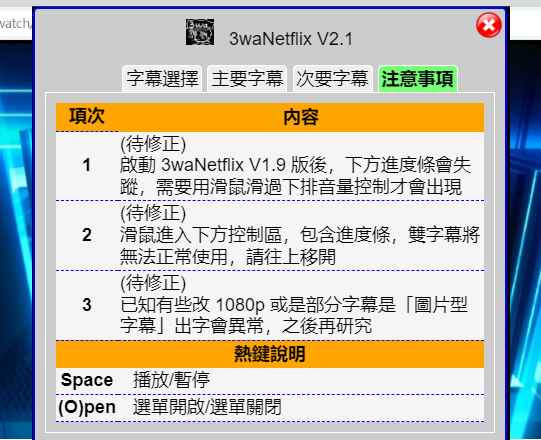 watch/
3waNetflix V2.1
字幕選擇 主要字幕 次要字幕 注意事項
項次 內容
(待修正)
1 啟動 3waNetflix V1.9 版後，下方進度條會失
蹤，需要用滑鼠滑過下排音量控制才會出現
(待修正)
2 滑鼠進入下方控制區，包含進度條，雙字幕將
無法正常使用，請往上移開
(待修正)
3 已知有些改 1080p 或是部分字幕是「圖片型
字幕」出字會異常，之後再研究
熱鍵說明
Space 播放/暫停
(O)pen 選單開啟/選單關閉